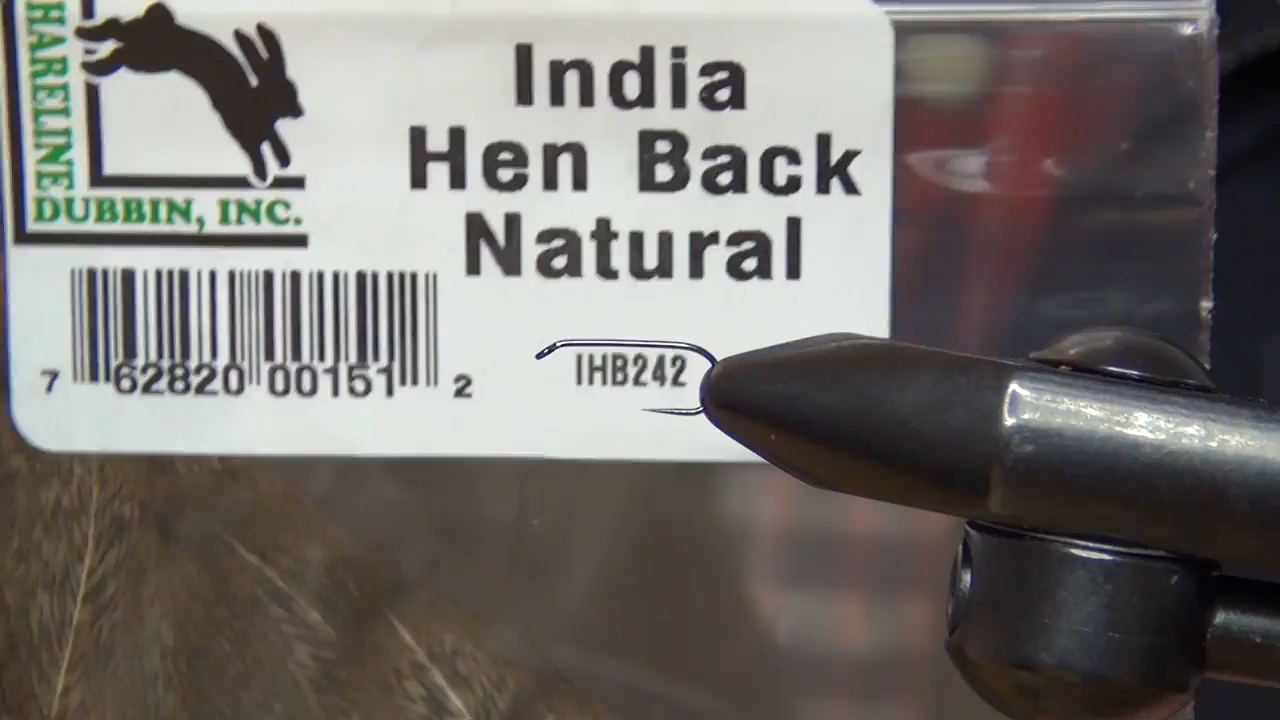 HARELINE
DUBBIN, INC.
India
Hen Back
Natural
7 62820 00151 2
IHB242